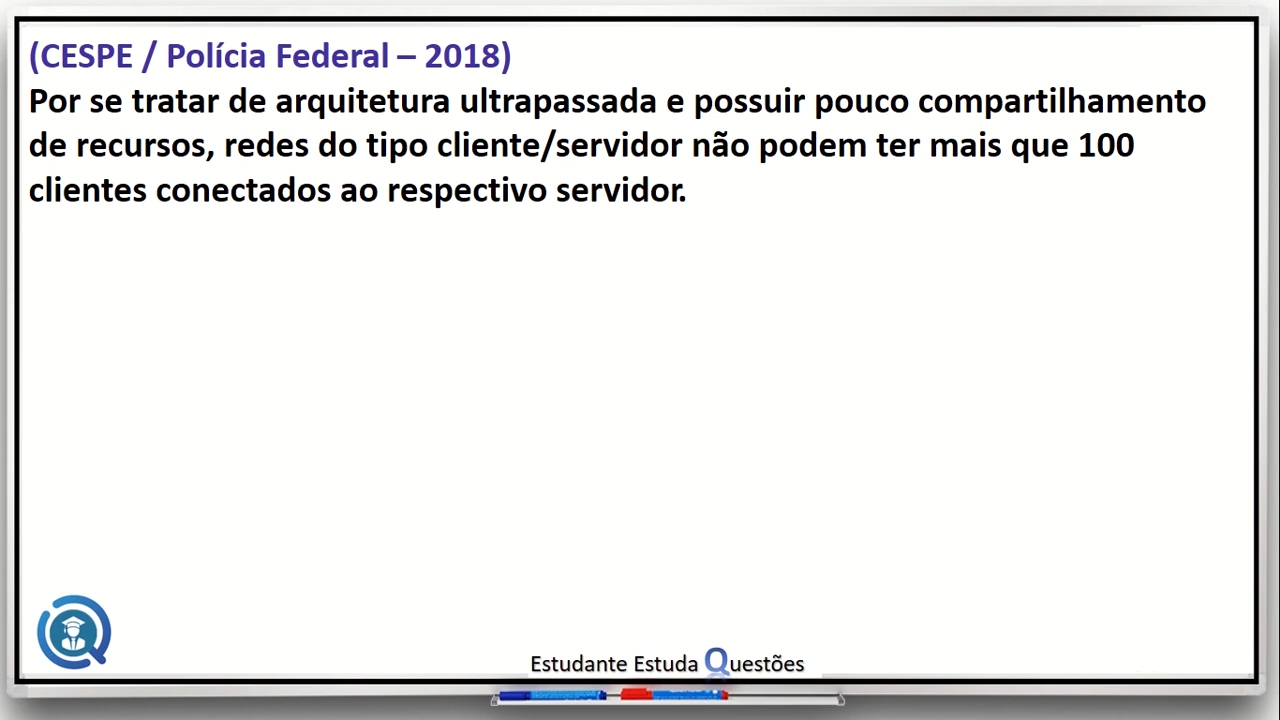 (CESPE / Polícia Federal – 2018)
Por se tratar de arquitetura ultrapassada e possuir pouco compartilhamento
de recursos, redes do tipo cliente/servidor não podem ter mais que 100
clientes conectados ao respectivo servidor.
Estudante Estuda Questões